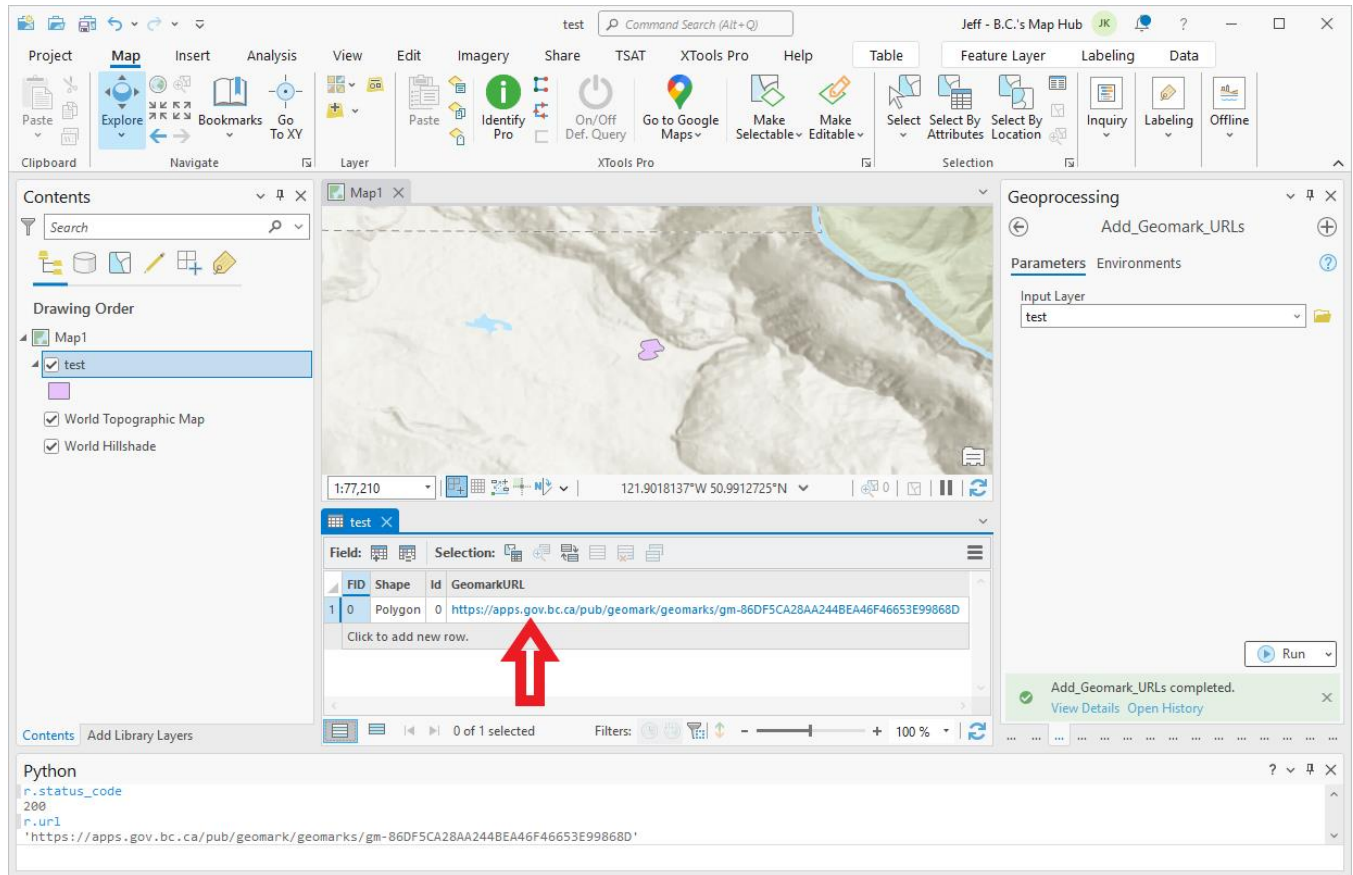 test
Command Search (Alt+Q)
Jeff - B.C.'s Map Hub
JK
?
Project Map Insert Analysis View Edit Imagery Share TSAT XTools Pro Help Table Feature Layer Labeling Data
Paste
Explore
Bookmarks
Go
To XY
Paste
Identify
Pro
On/Off
Def. Query
Go to Google
Maps
Make
Selectable
Make
Editable
Select
Select By
Attributes
Select By
Location
Inquiry
Labeling
Offline
Clipboard Navigate Layer XTools Pro Selection
Contents
Search
Drawing Order
Map1
test
World Topographic Map
World Hillshade
Contents Add Library Layers
Map1
1:77,210
121.9018137°W 50.9912725°N
0
test
Field: Selection:
FID Shape Id GeomarkURL
1 0 Polygon 0 https://apps.gov.bc.ca/pub/geomark/geomarks/gm-86DF5CA28AA244BEA46F46653E99868D
Click to add new row.
0 of 1 selected Filters: - + 100 %
Geoprocessing
Add_Geomark_URLs
Parameters Environments
?
Input Layer
test
Run
Add_Geomark_URLs completed.
View Details Open History
... ... ... ... ... ... ... ... ... ... ... ... ... ...
Python
?
r.status_code
200
r.url
'https://apps.gov.bc.ca/pub/geomark/geomarks/gm-86DF5CA28AA244BEA46F46653E99868D'